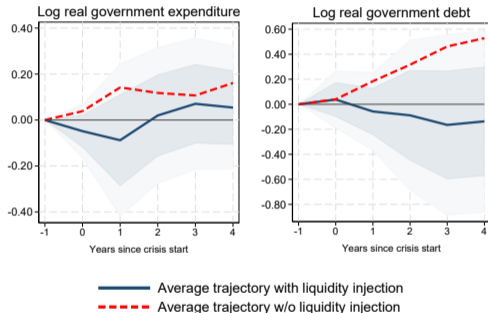 Log real government expenditure
0.40
0.20
0.00
-0.20
-0.40
-1 0 1 2 3 4
Years since crisis start
Log real government debt
0.60
0.40
0.20
0.00
-0.20
-0.40
-0.60
-0.80
-1 0 1 2 3 4
Years since crisis start
Average trajectory with liquidity injection
Average trajectory w/o liquidity injection